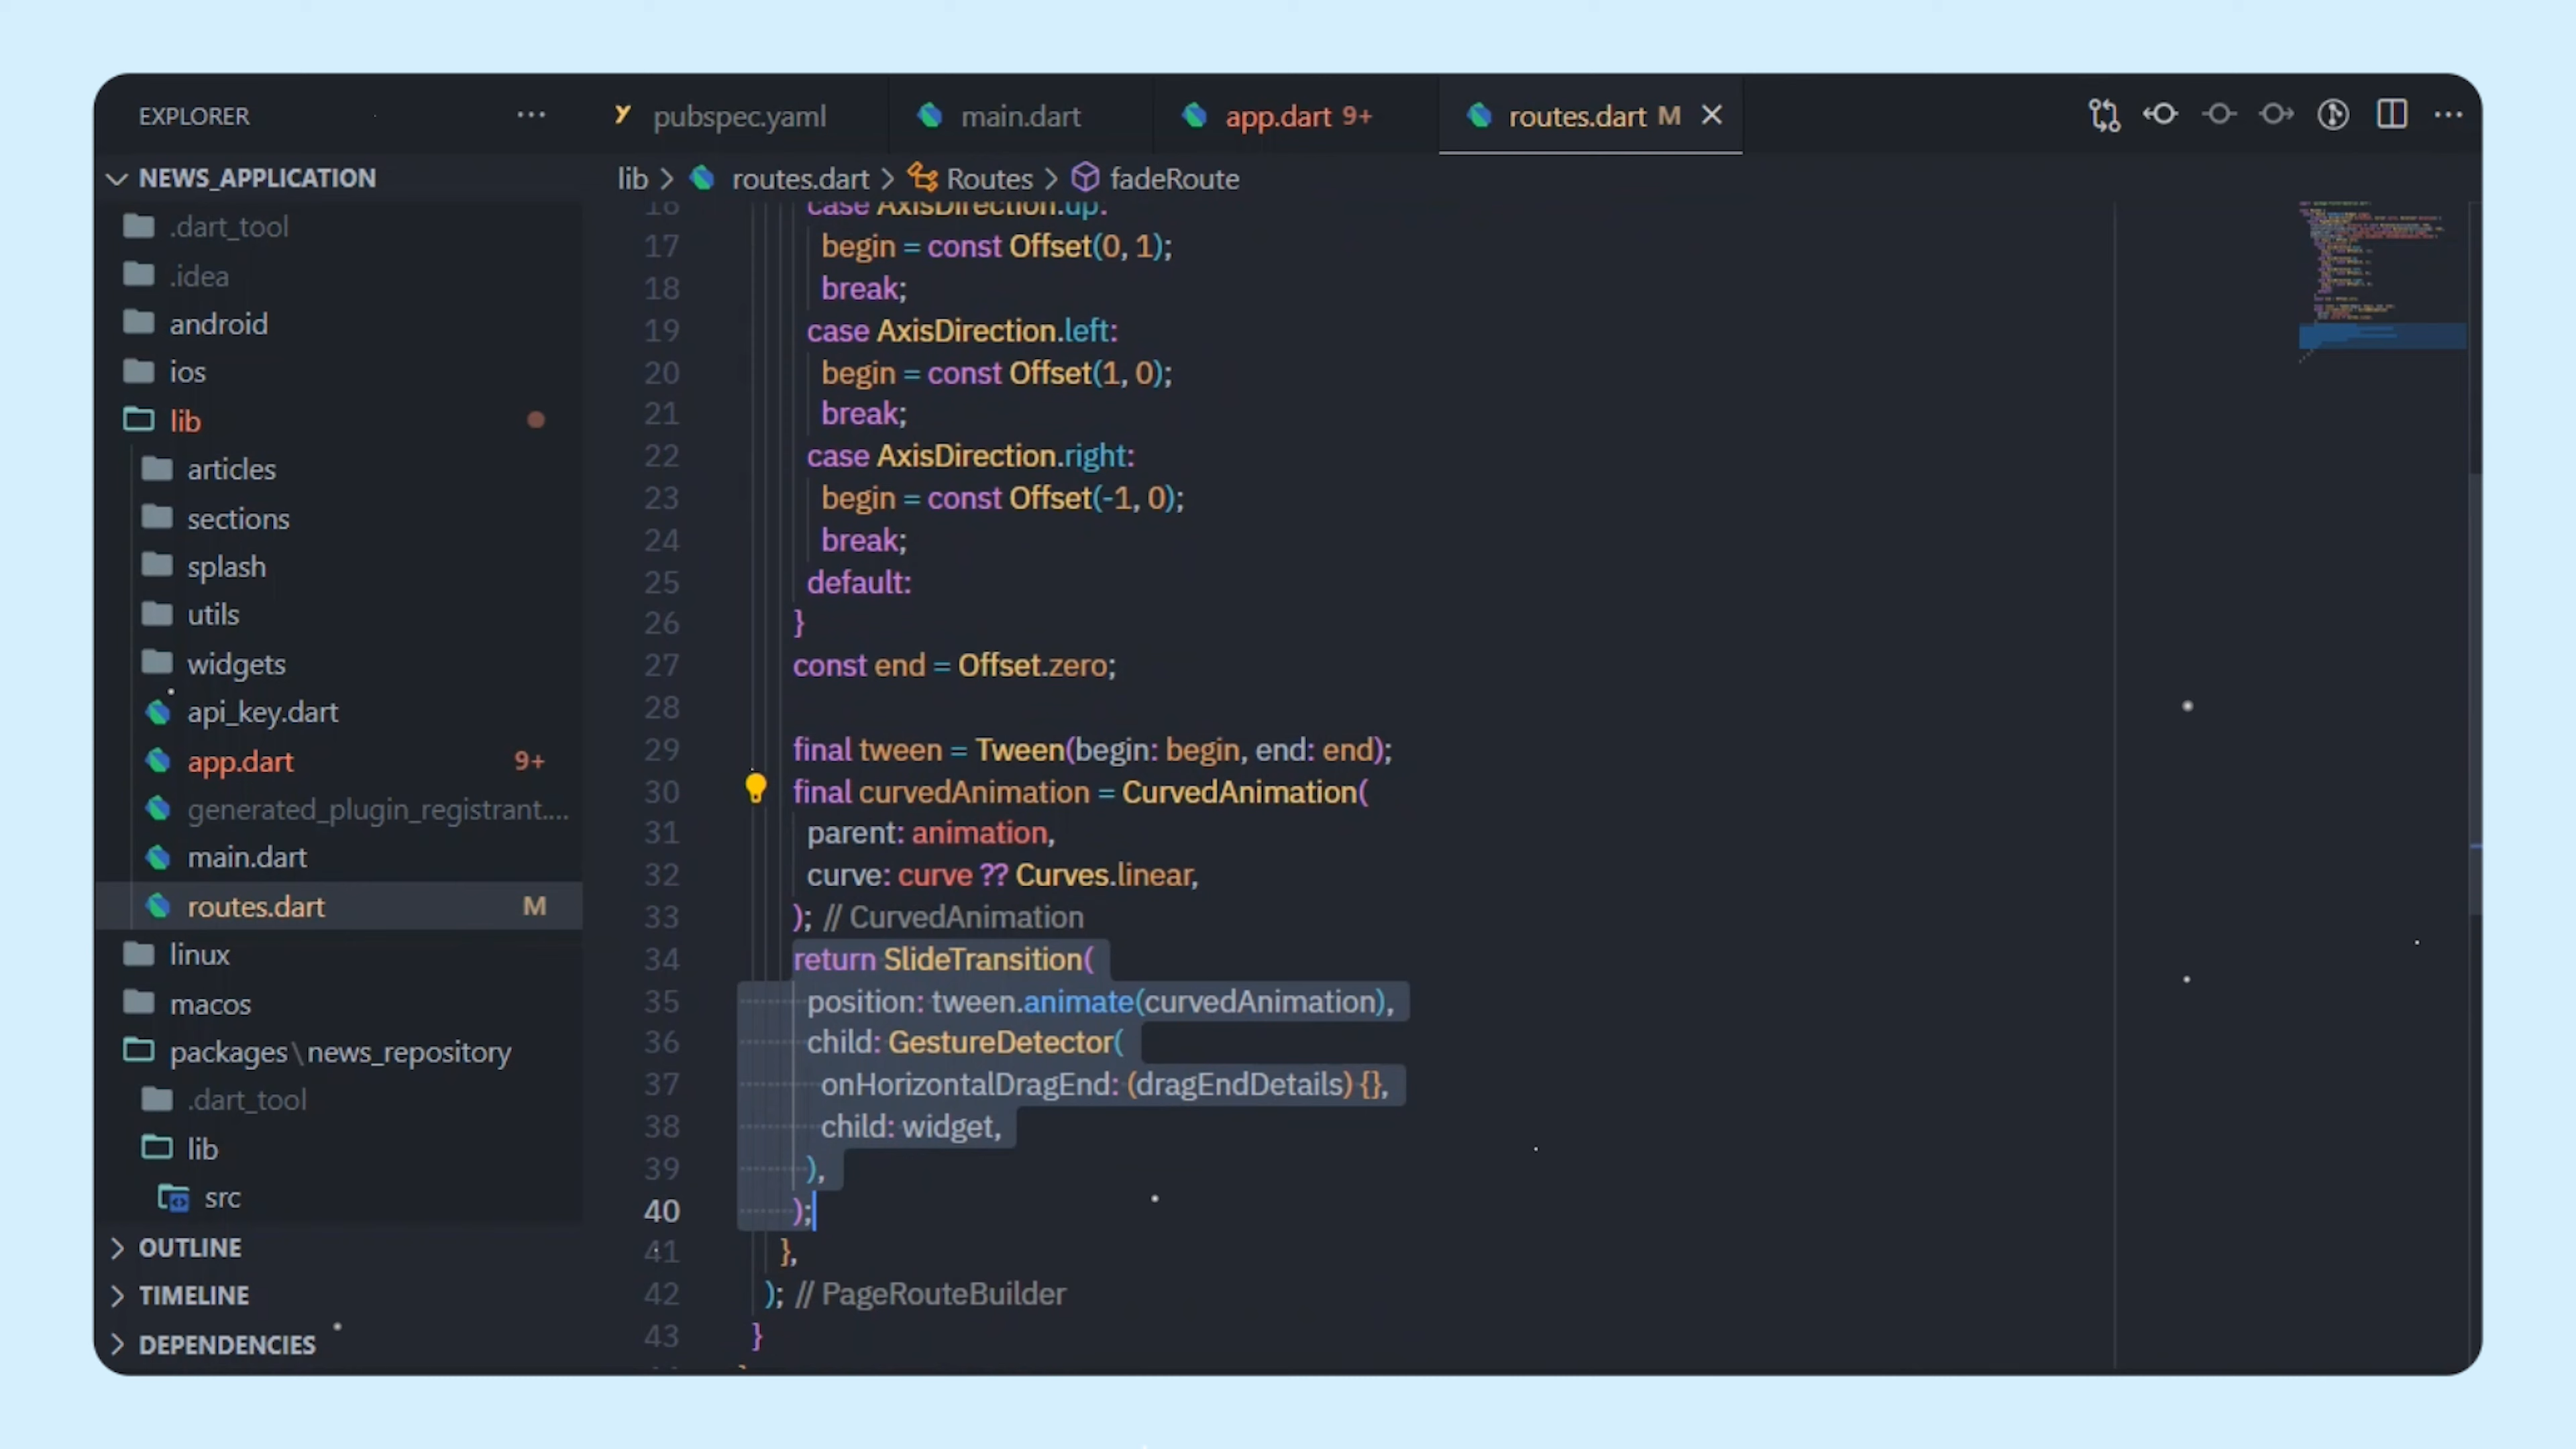 EXPLORER
pubspec.yaml
main.dart
app.dart 9+
routes.dart M
NEWS_APPLICATION
.dart_tool
.idea
android
ios
lib
articles
sections
splash
utils
widgets
api_key.dart
app.dart 9+
generated_plugin_registrant....
main.dart
routes.dart M
linux
macos
packages\news_repository
.dart_tool
lib
src
OUTLINE
TIMELINE
DEPENDENCIES
lib > routes.dart > Routes > fadeRoute
16 case AxisDirection.up:
17 begin = const Offset(0, 1);
18 break;
19 case AxisDirection.left:
20 begin = const Offset(1, 0);
21 break;
22 case AxisDirection.right:
23 begin = const Offset(-1, 0);
24 break;
25 default:
26 }
27 const end = Offset.zero;
28
29 final tween = Tween(begin: begin, end: end);
30 final curvedAnimation = CurvedAnimation(
31 parent: animation,
32 curve: curve ?? Curves.linear,
33 ); // CurvedAnimation
34 return SlideTransition(
35 position: tween.animate(curvedAnimation),
36 child: GestureDetector(
37 onHorizontalDragEnd: (dragEndDetails) {},
38 child: widget,
39 ),
40 );
41 },
42 ); // PageRouteBuilder
43 }